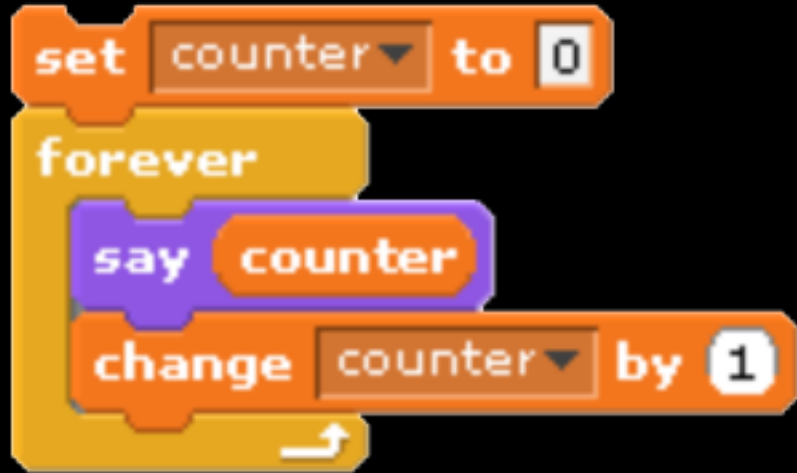 set counter to 0
forever
say counter
change counter by 1